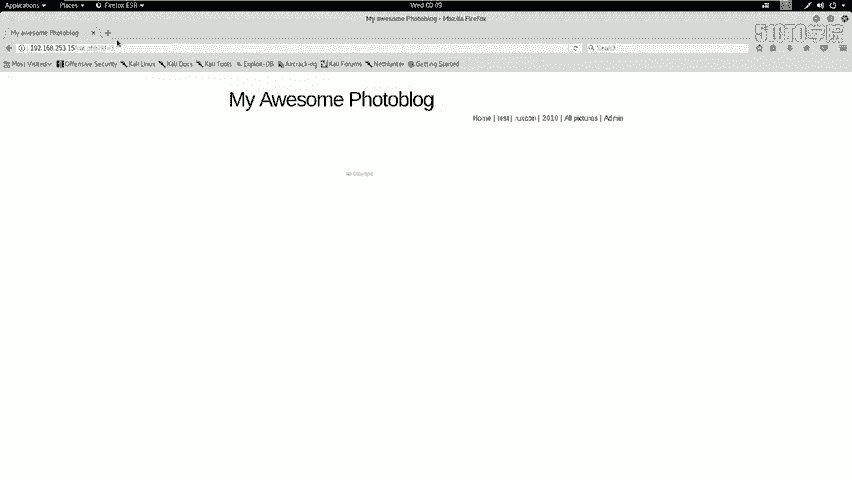 Applications Places Firefox ESR Wed 00:09
My awesome Photoblog - Mozilla Firefox
My awesome Photoblog
192.168.253.15/cat.php?id=3 Search
Most Visited Offensive Security Kali Linux Kali Docs Kali Tools Exploit-DB Aircrack-ng Kali Forums NetHunter Getting Started
My Awesome Photoblog
Home | test | ruxcon | 2010 | All pictures | Admin
Copyright
51CTO学院